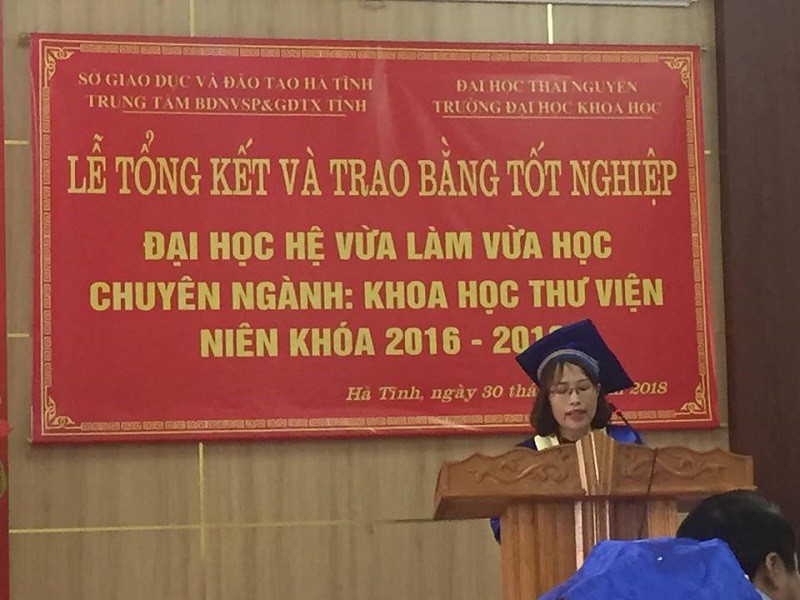 SỞ GIÁO DỤC VÀ ĐÀO TẠO HÀ TĨNH
TRUNG TÂM BDNVSP&GDTX TỈNH
ĐẠI HỌC THÁI NGUYÊN
TRƯỜNG ĐẠI HỌC KHOA HỌC
LỄ TỔNG KẾT VÀ TRAO BẰNG TỐT NGHIỆP
ĐẠI HỌC HỆ VỪA LÀM VỪA HỌC
CHUYÊN NGÀNH: KHOA HỌC THƯ VIỆN
NIÊN KHÓA 2016 - 201
Hà Tĩnh, ngày 30 thá 2018